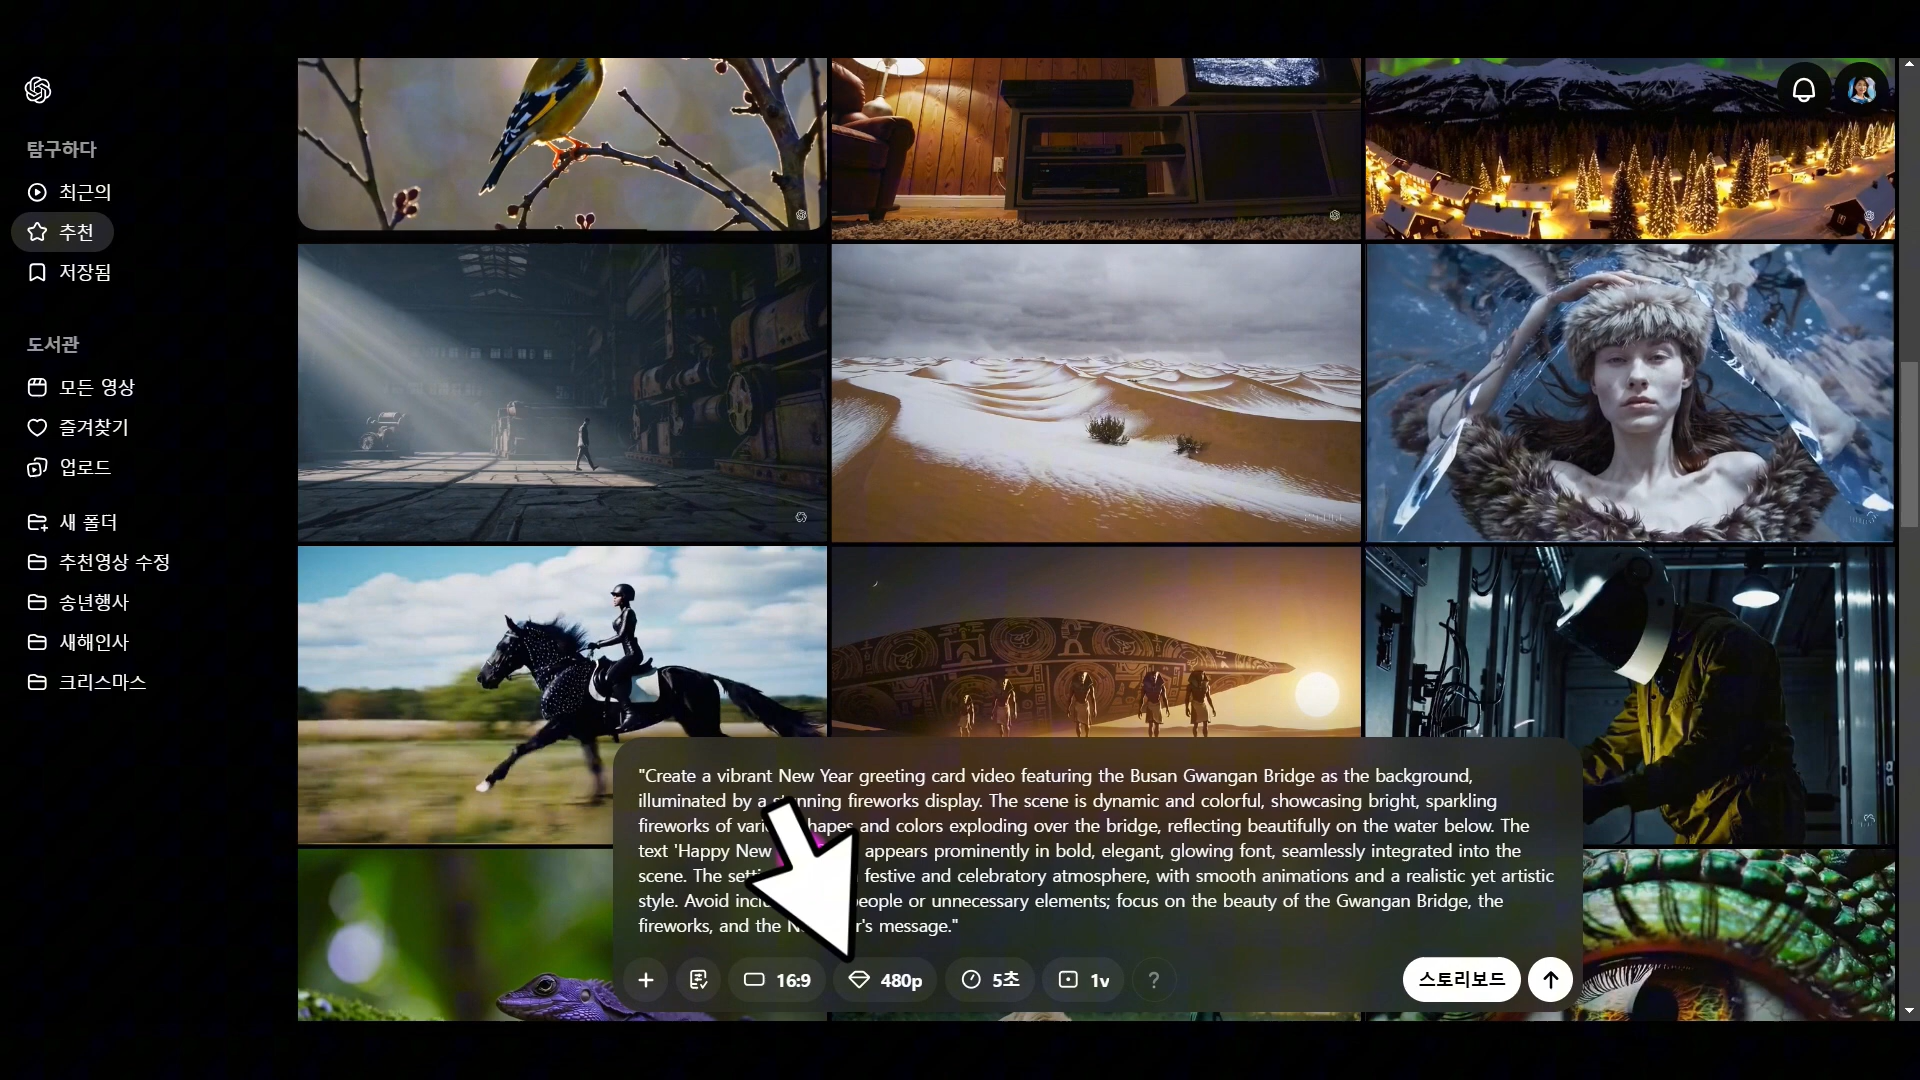 탐구하다
최근의
추천
저장됨
도서관
모든 영상
즐겨찾기
업로드
새 폴더
추천영상 수정
송년행사
새해인사
크리스마스
"Create a vibrant New Year greeting card video featuring the Busan Gwangan Bridge as the background,
illuminated by a stunning fireworks display. The scene is dynamic and colorful, showcasing bright, sparkling
fireworks of various shapes and colors exploding over the bridge, reflecting beautifully on the water below. The
text 'Happy New appears prominently in bold, elegant, glowing font, seamlessly integrated into the
scene. The festive and celebratory atmosphere, with smooth animations and a realistic yet artistic
style. Avoid people or unnecessary elements; focus on the beauty of the Gwangan Bridge, the
fireworks, and the message."
16:9
480p
5초
1v
?
스토리보드